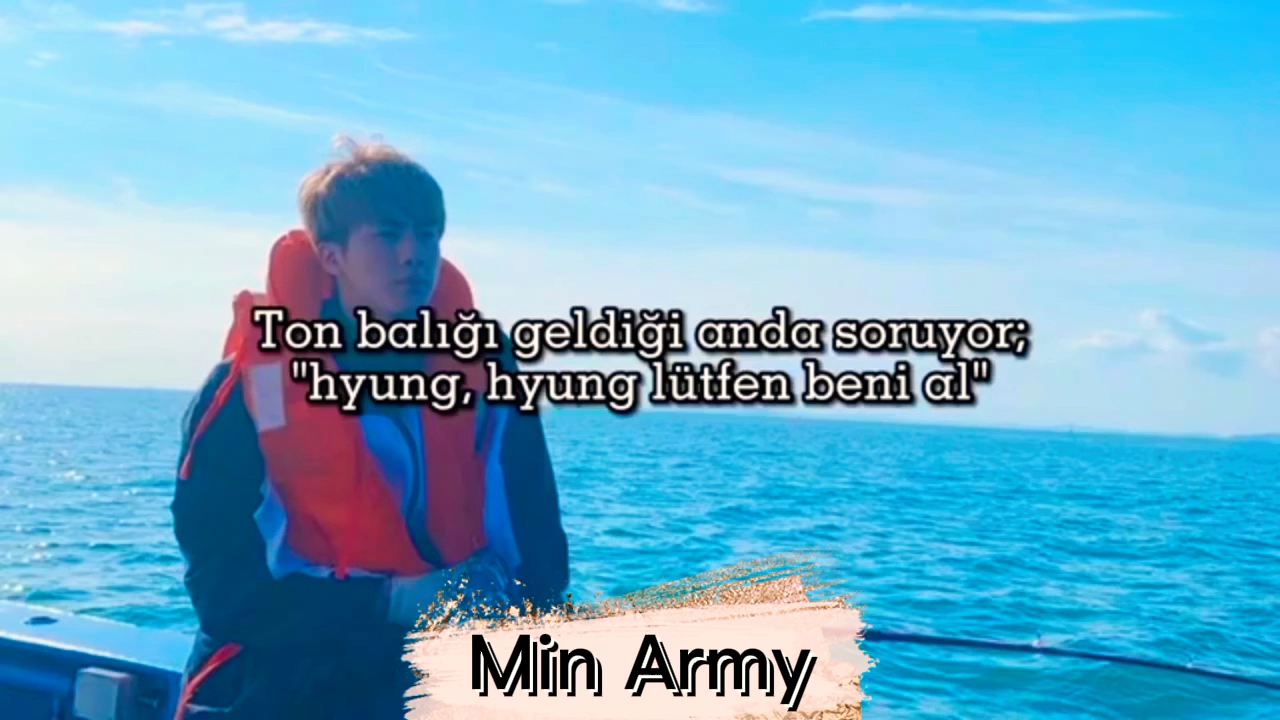 Ton balığı geldiği anda soruyor;
"hyung, hyung lütfen beni al"
Min Army